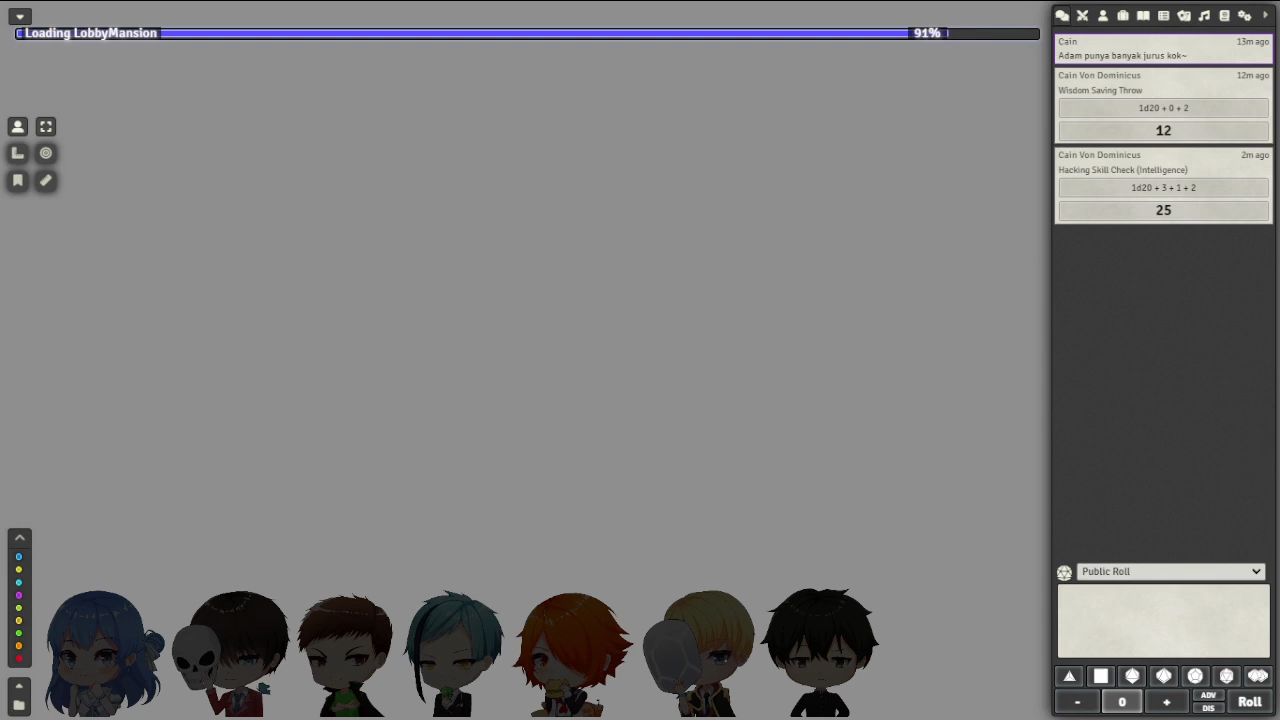 Loading LobbyMansion 91%
Cain 13m ago
Adam punya banyak jurus kok~
Cain Von Dominicus 12m ago
Wisdom Saving Throw
1d20 + 0 + 2
12
Cain Von Dominicus 2m ago
Hacking Skill Check (Intelligence)
1d20 + 3 + 1 + 2
25
Public Roll
- 0 + ADV DIS Roll